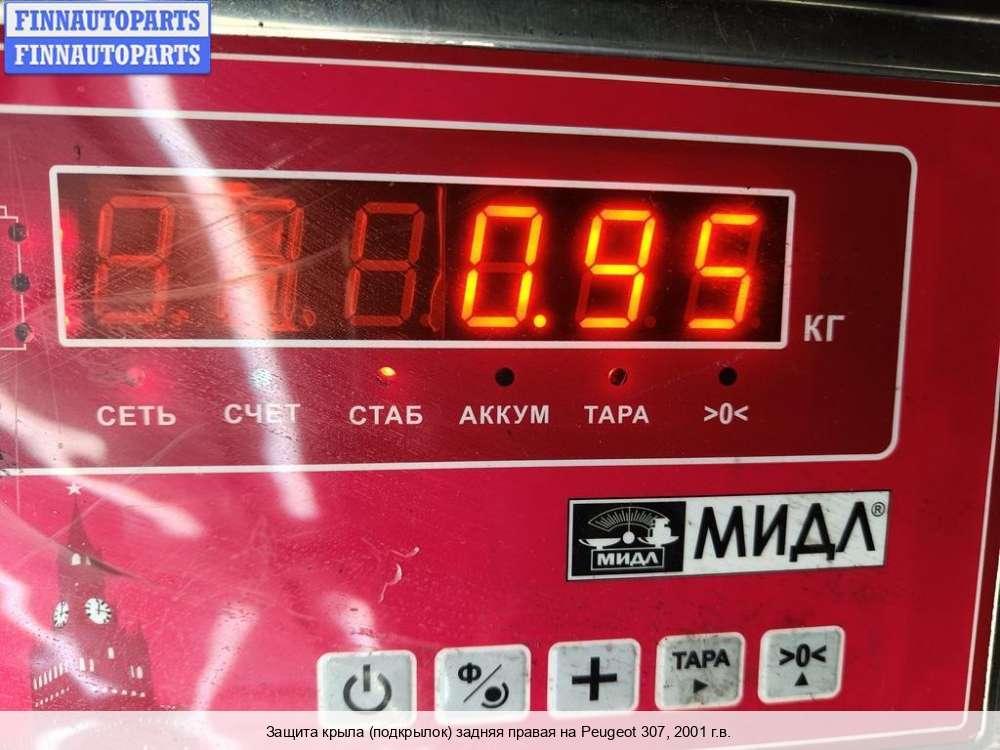 FINNAUTOPARTS
FINNAUTOPARTS
0.95
КГ
СЕТЬ СЧЕТ СТАБ АККУМ ТАРА >0<
МИДЛ МИДЛ®
Ф ТАРА >0<
Защита крыла (подкрылок) задняя правая на Peugeot 307, 2001 г.в.